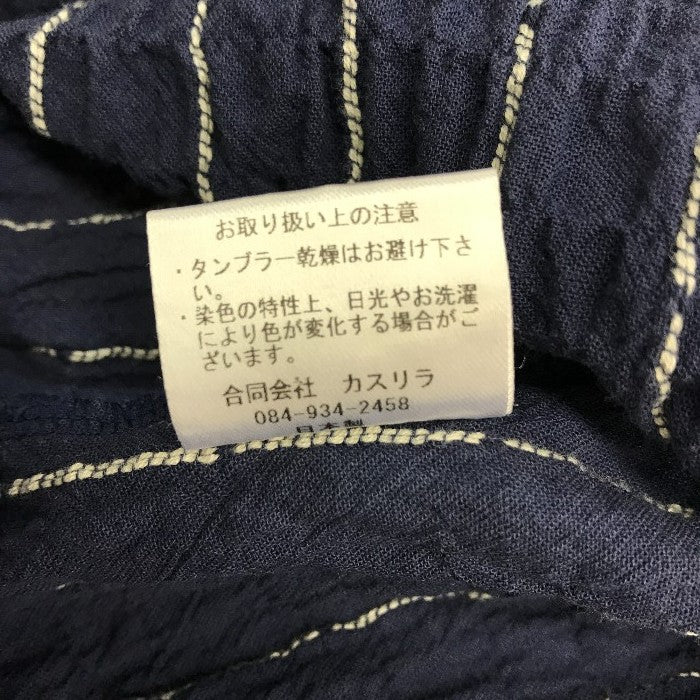 お取り扱い上の注意
・タンブラー乾燥はお避け下さ
い。
・染色の特性上、日光やお洗濯
により色が変化する場合がご
ざいます。
合同会社 カスリラ
084-934-2458
日本製